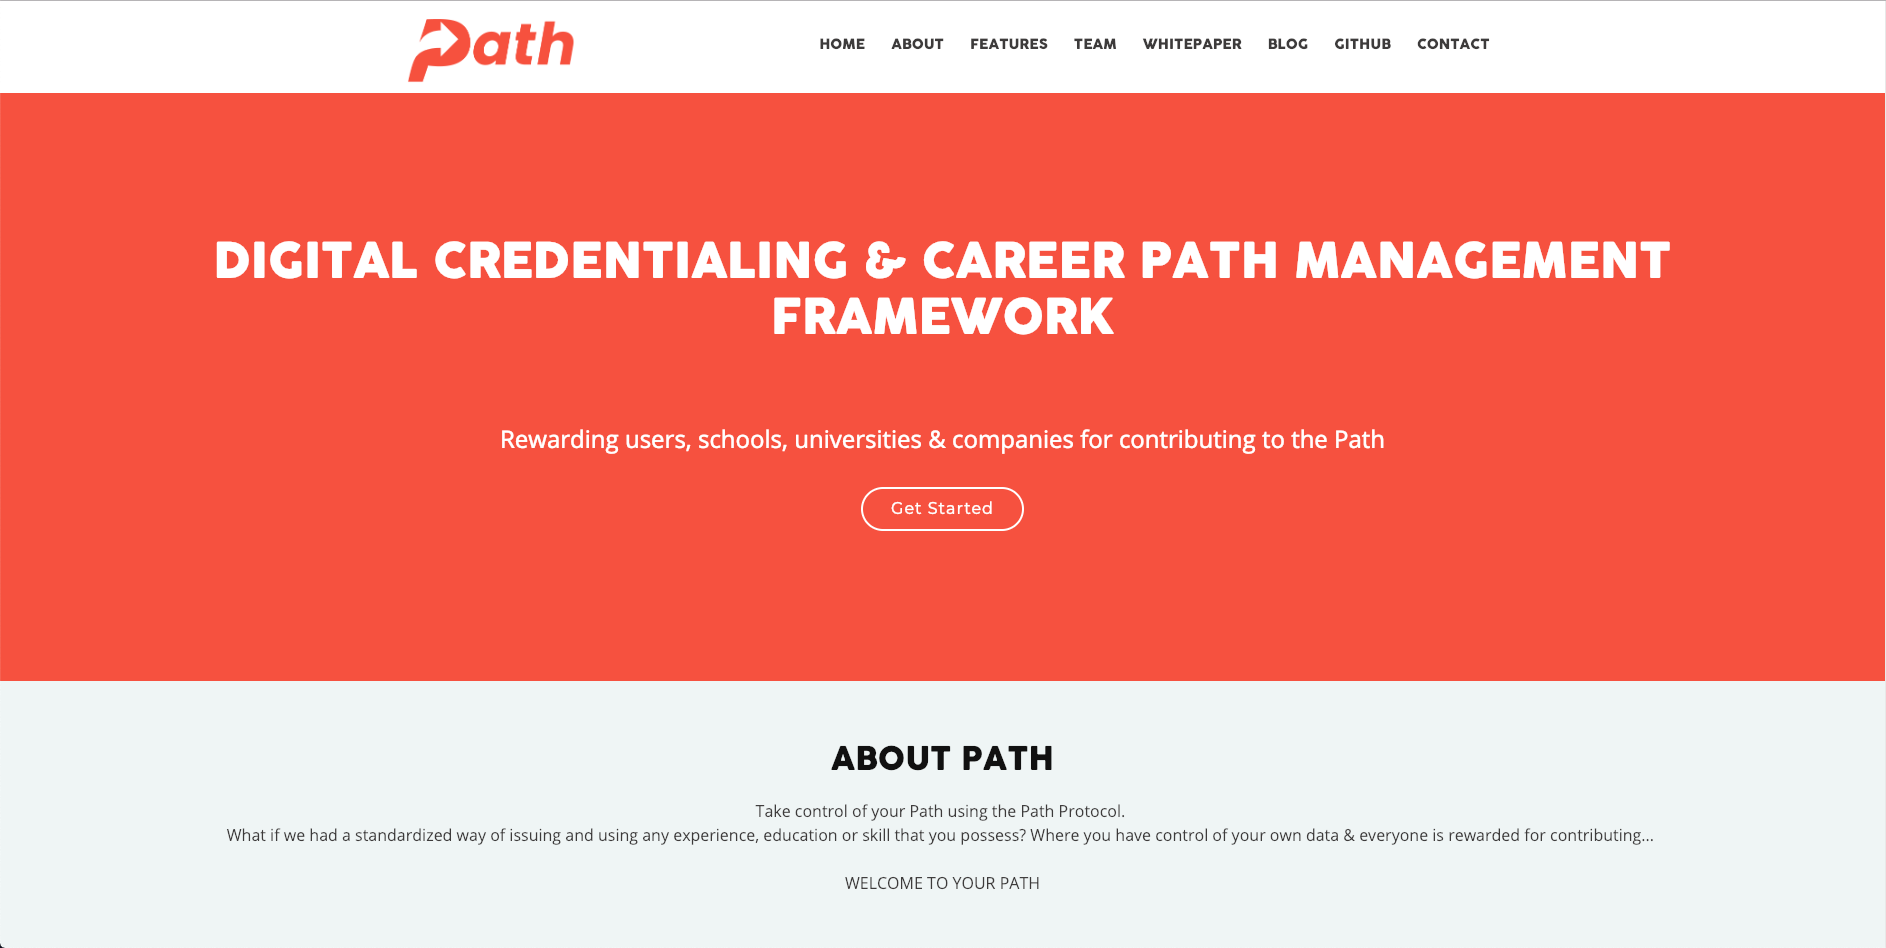 Path
HOME ABOUT FEATURES TEAM WHITEPAPER BLOG GITHUB CONTACT
DIGITAL CREDENTIALING & CAREER PATH MANAGEMENT
FRAMEWORK
Rewarding users, schools, universities & companies for contributing to the Path
Get Started
ABOUT PATH
Take control of your Path using the Path Protocol.
What if we had a standardized way of issuing and using any experience, education or skill that you possess? Where you have control of your own data & everyone is rewarded for contributing...
WELCOME TO YOUR PATH